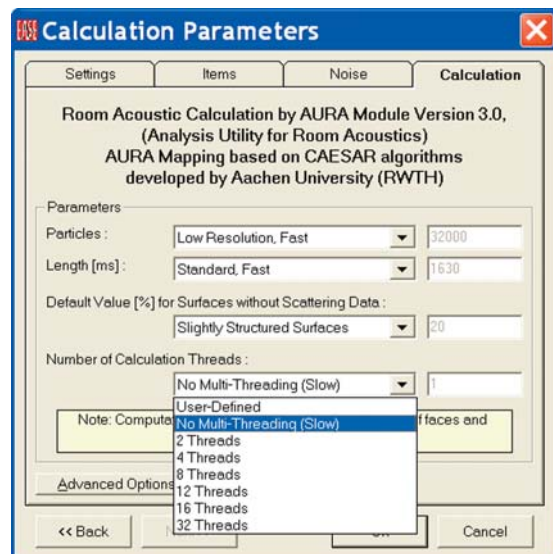 EASE Calculation Parameters
Settings Items Noise Calculation
Room Acoustic Calculation by AURA Module Version 3.0,
(Analysis Utility for Room Acoustics)
AURA Mapping based on CAESAR algorithms
developed by Aachen University (RWTH)
Parameters
Particles : Low Resolution, Fast 32000
Length [ms] : Standard, Fast 1630
Default Value [%] for Surfaces without Scattering Data :
Slightly Structured Surfaces 20
Number of Calculation Threads :
No Multi-Threading (Slow) 1
User-Defined
Note: No Multi-Threading (Slow) faces and
2 Threads
4 Threads
8 Threads
Advanced Options 12 Threads
16 Threads
32 Threads
<< Back Cancel